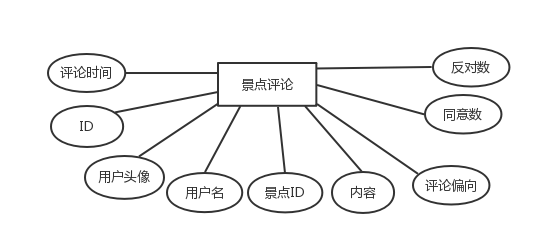 评论时间
景点评论
反对数
ID
同意数
用户头像
用户名
景点ID
内容
评论偏向